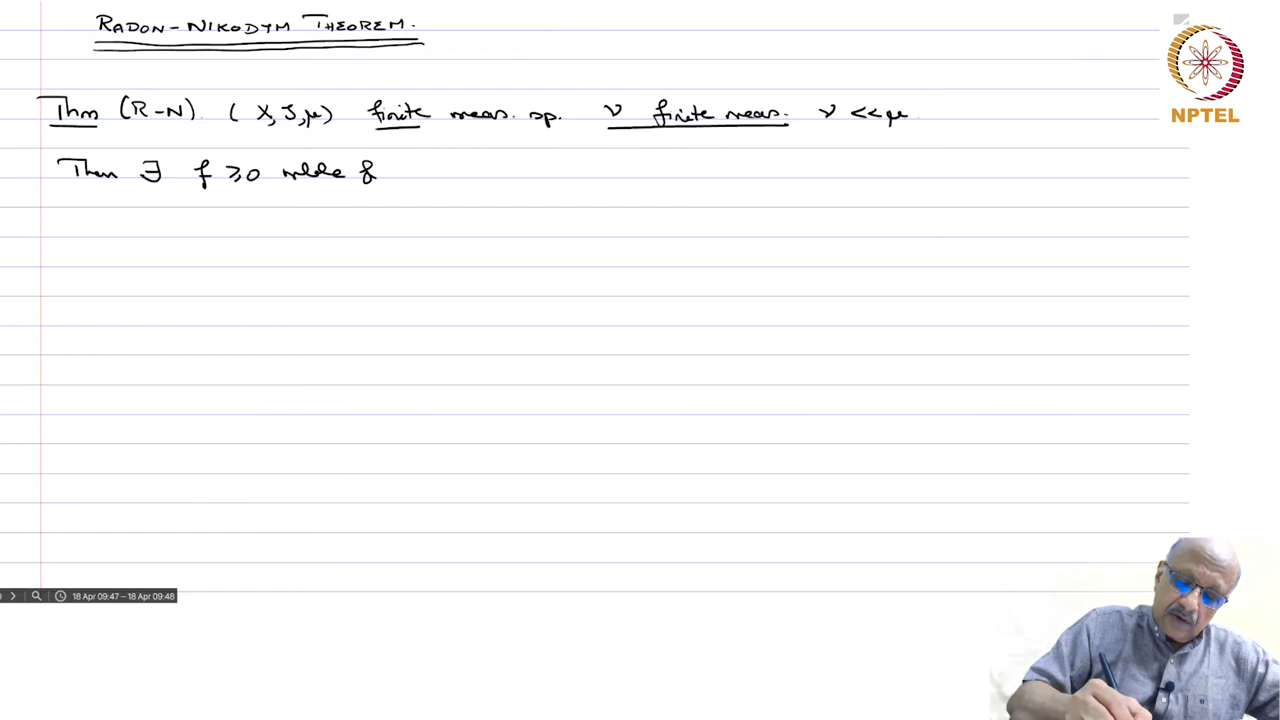 RADON-NIKODYM THEOREM.
NPTEL
Thm (R-N). (X, S, μ) finite meas. sp. ν finite meas. ν << μ
Then ∃ f ≥ 0 mble &
18 Apr 09:47 – 18 Apr 09:48